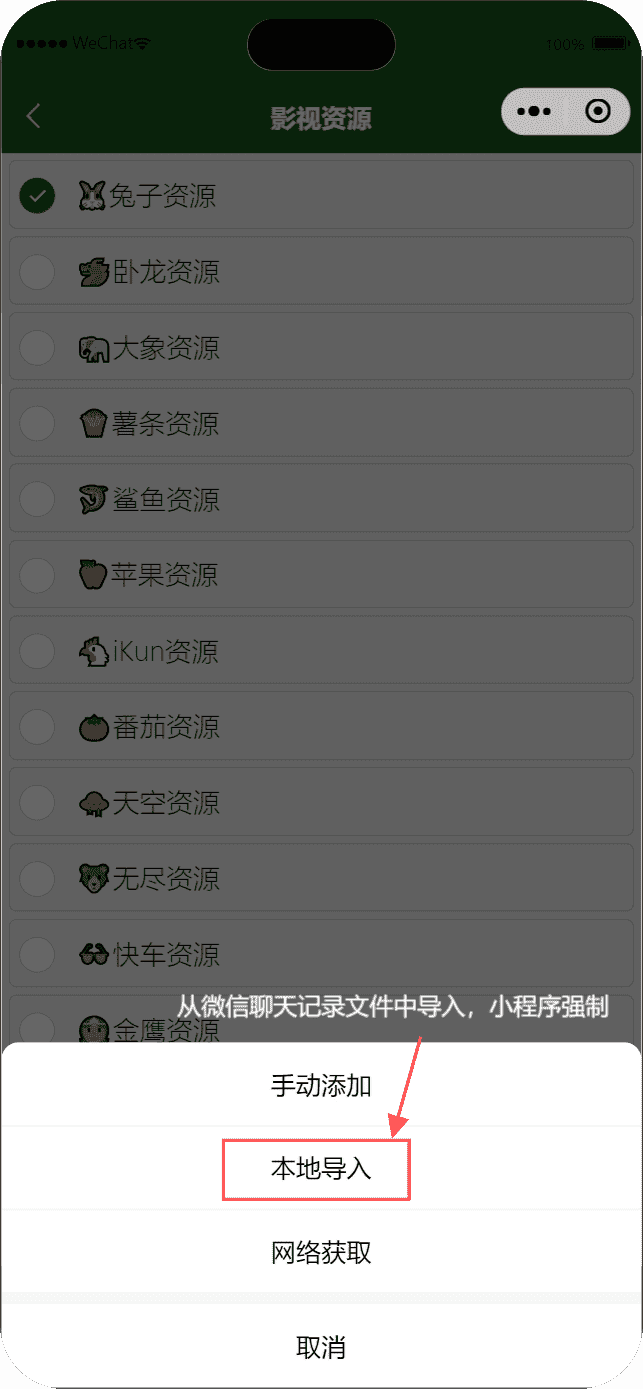 WeChat
100%
影视资源
兔子资源
卧龙资源
大象资源
薯条资源
鲨鱼资源
苹果资源
iKun资源
番茄资源
天空资源
无尽资源
快车资源
从微信聊天记录文件中导入，小程序强制
金鹰资源
手动添加
本地导入
网络获取
取消